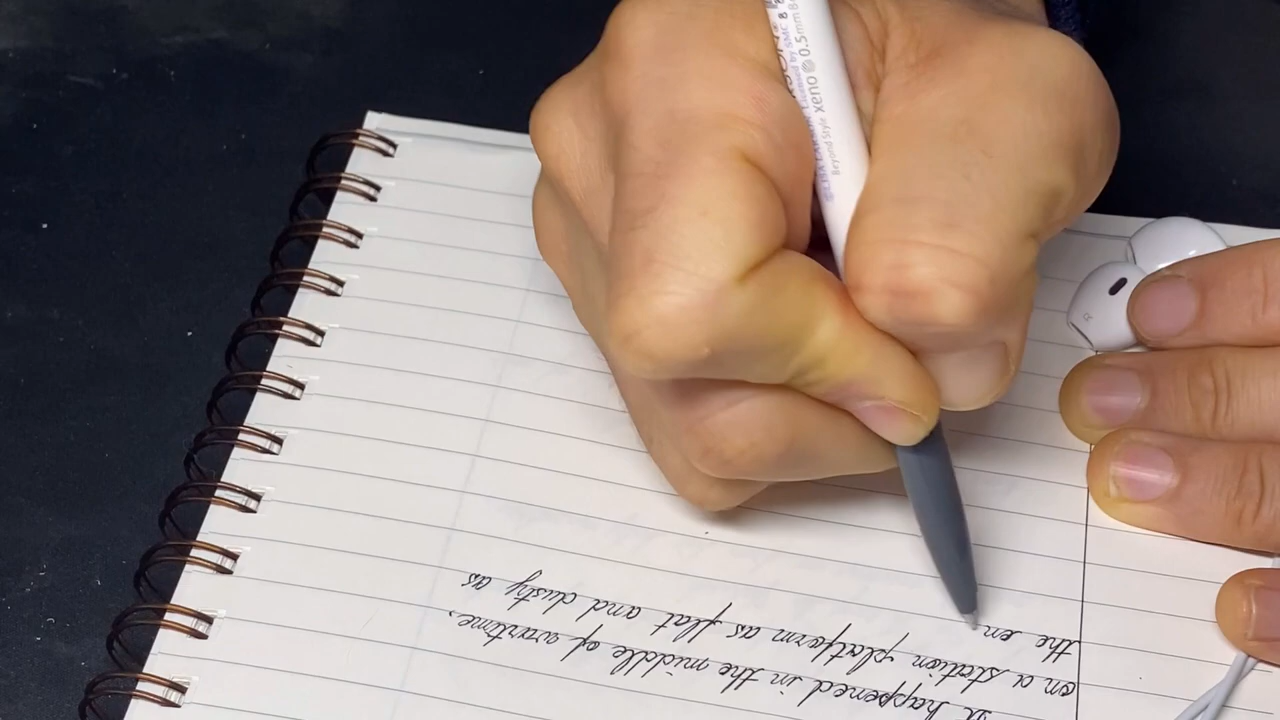 It happened in the middle of wartime,
on a station platform as flat and dusty as
the en
Beyond Style xeno 0.5mm
R